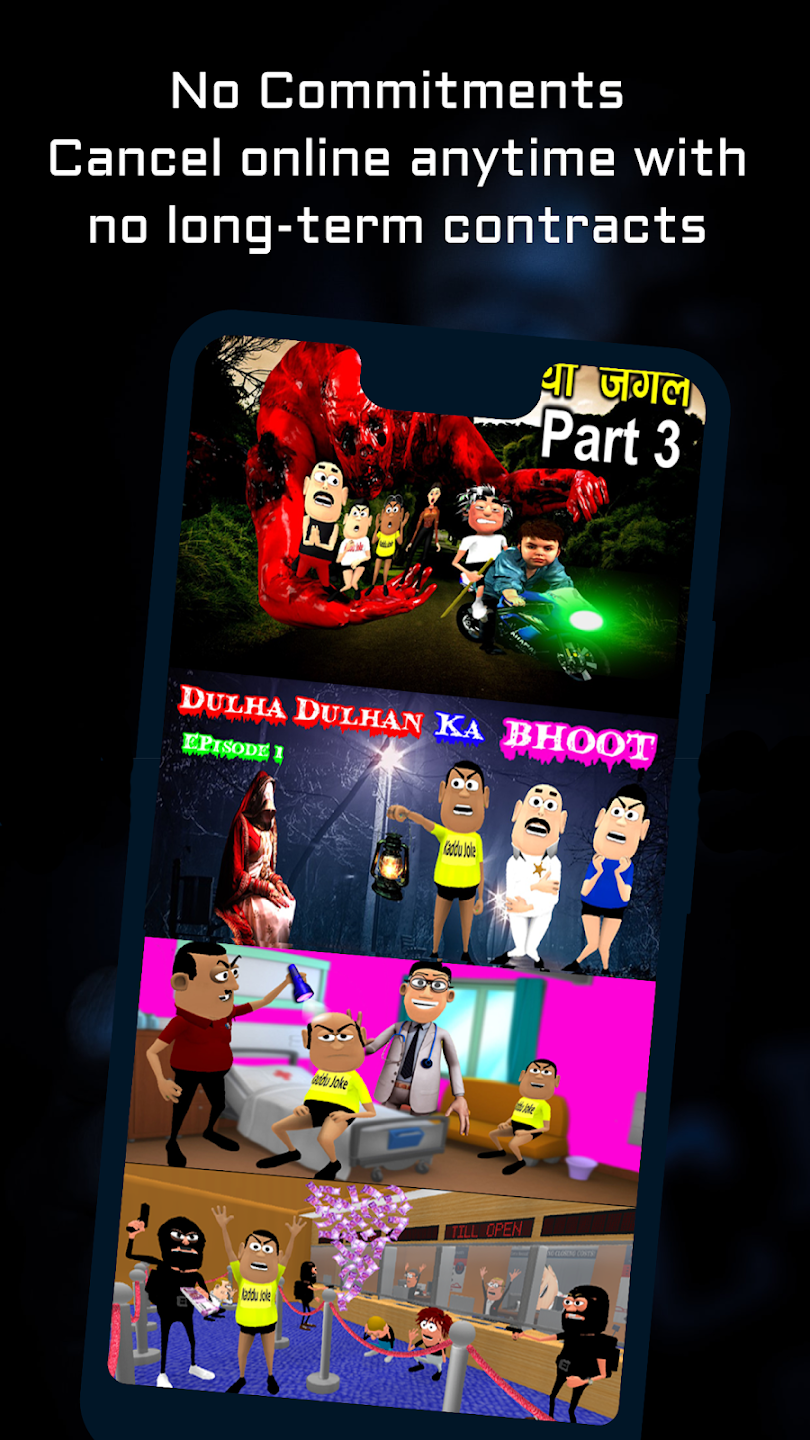 No Commitments
Cancel online anytime with
no long-term contracts
जगल
Part 3
DULHA DULHAN KA BHOOT
EPISODE 1
Kaddu Joke
Kaddu Joke
Kaddu Joke
TILL OPEN
Kaddu Joke